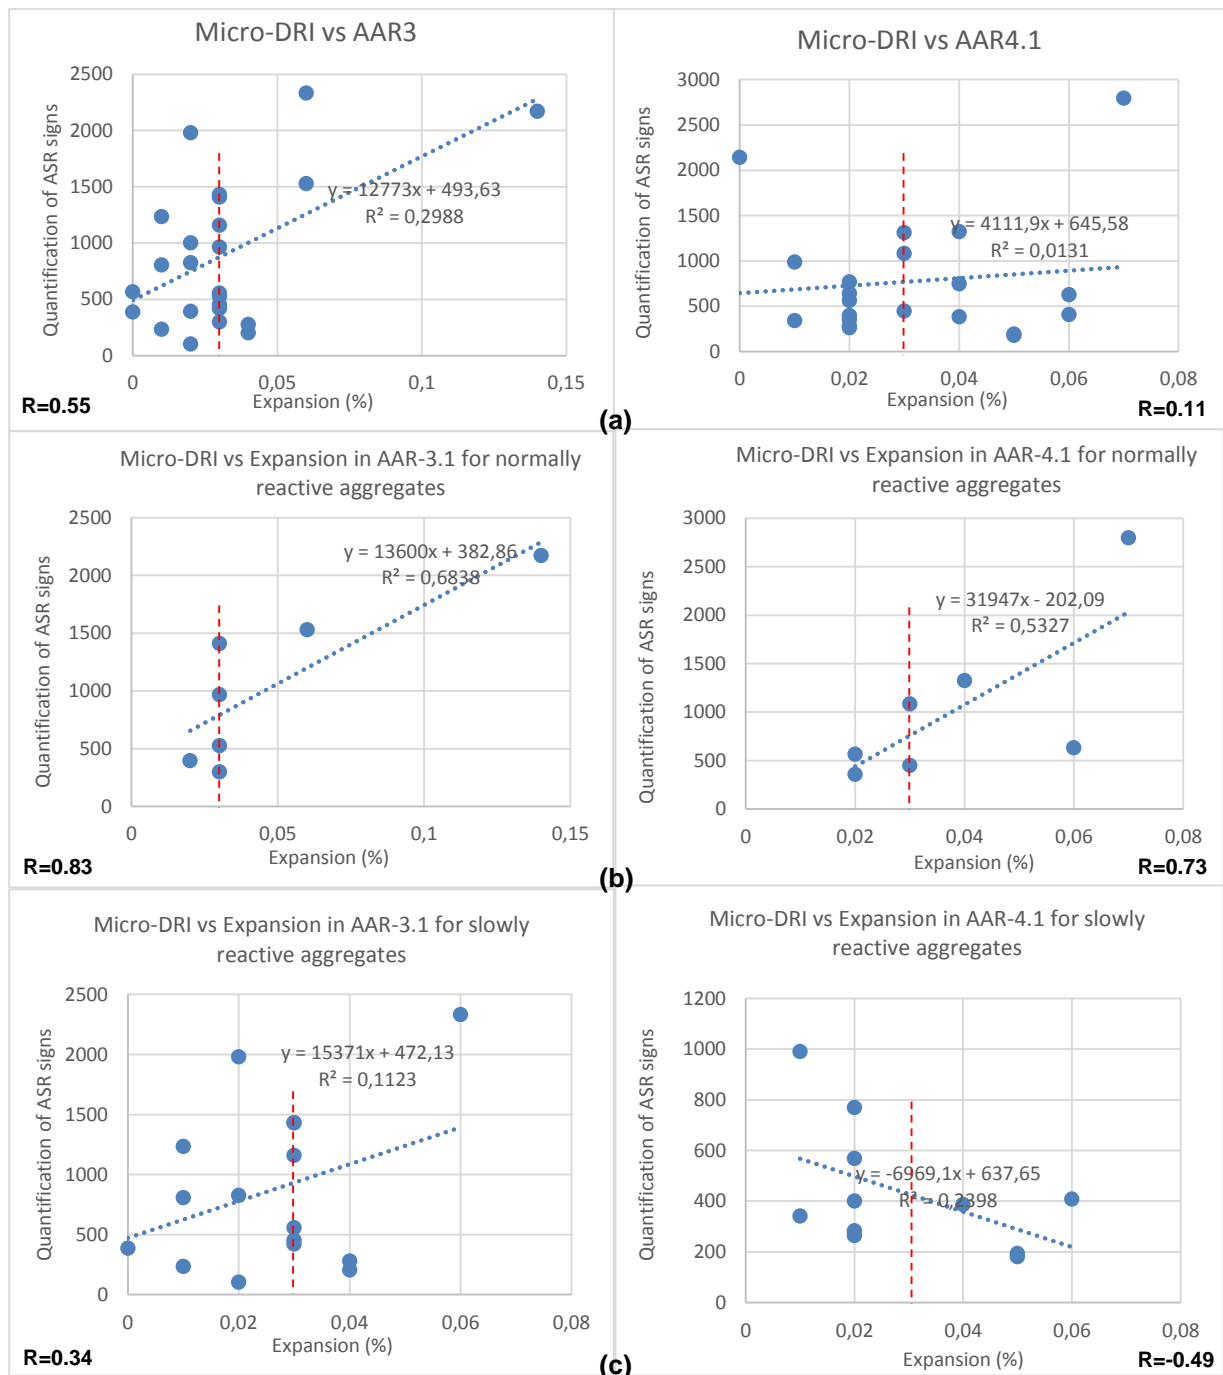 Micro-DRI vs AAR3
2500
2000
1500
1000
500
0
Quantification of ASR signs
y = 12773x + 493,63
R² = 0,2988
0
0,05
0,1
0,15
Expansion (%)
R=0.55
Micro-DRI vs AAR4.1
3000
2500
2000
1500
1000
500
0
Quantification of ASR signs
y = 4111,9x + 645,58
R² = 0,0131
0
0,02
0,04
0,06
0,08
Expansion (%)
R=0.11
(a)
Micro-DRI vs Expansion in AAR-3.1 for normally
reactive aggregates
2500
2000
1500
1000
500
0
Quantification of ASR signs
y = 13600x + 382,86
R² = 0,6838
0
0,05
0,1
0,15
Expansion (%)
R=0.83
Micro-DRI vs Expansion in AAR-4.1 for normally
reactive aggregates
3000
2500
2000
1500
1000
500
0
Quantification of ASR signs
y = 31947x - 202,09
R² = 0,5327
0
0,02
0,04
0,06
0,08
Expansion (%)
R=0.73
(b)
Micro-DRI vs Expansion in AAR-3.1 for slowly
reactive aggregates
2500
2000
1500
1000
500
0
Quantification of ASR signs
y = 15371x + 472,13
R² = 0,1123
0
0,02
0,04
0,06
0,08
Expansion (%)
R=0.34
Micro-DRI vs Expansion in AAR-4.1 for slowly
reactive aggregates
1200
1000
800
600
400
200
0
Quantification of ASR signs
y = -6969,1x + 637,65
R² = 0,2398
0
0,02
0,04
0,06
0,08
Expansion (%)
R=-0.49
(c)